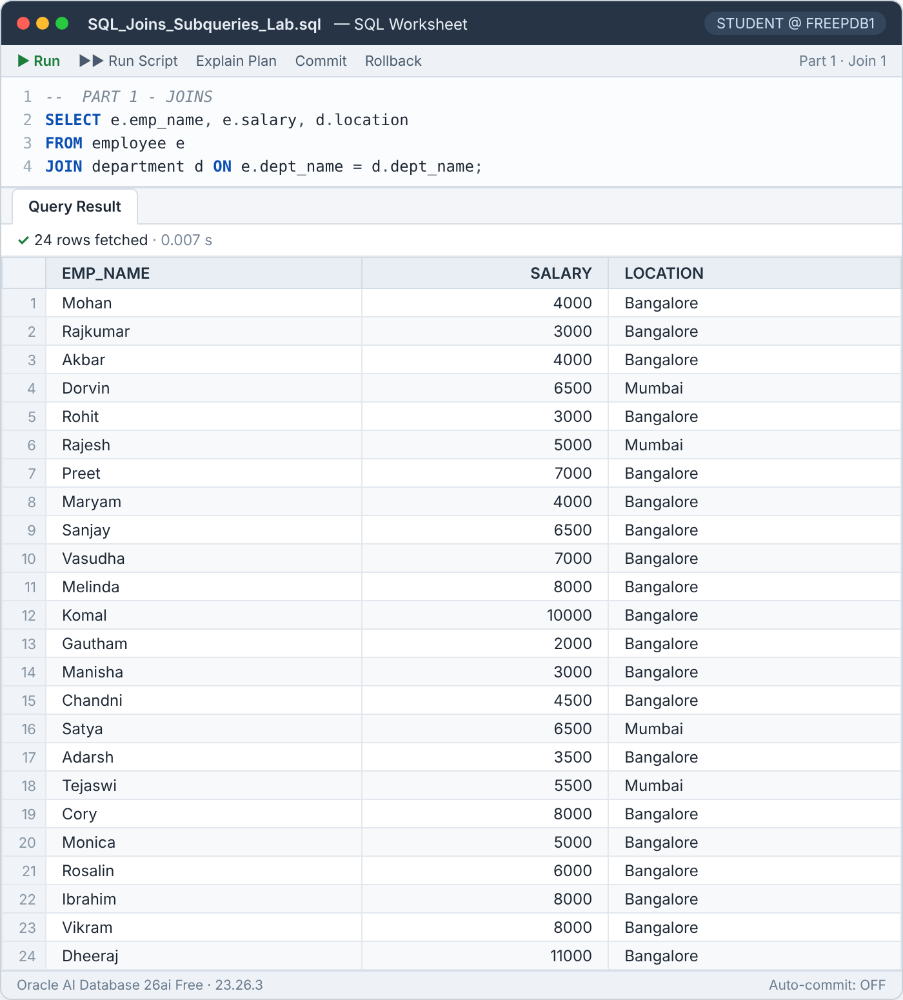 SQL_Joins_Subqueries_Lab.sql — SQL Worksheet STUDENT @ FREEPDB1
▶ Run ▶▶ Run Script Explain Plan Commit Rollback Part 1 · Join 1
1 --  PART 1 - JOINS
2 SELECT e.emp_name, e.salary, d.location
3 FROM employee e
4 JOIN department d ON e.dept_name = d.dept_name;
Query Result
✓ 24 rows fetched · 0.007 s
EMP_NAME SALARY LOCATION
1 Mohan 4000 Bangalore
2 Rajkumar 3000 Bangalore
3 Akbar 4000 Bangalore
4 Dorvin 6500 Mumbai
5 Rohit 3000 Bangalore
6 Rajesh 5000 Mumbai
7 Preet 7000 Bangalore
8 Maryam 4000 Bangalore
9 Sanjay 6500 Bangalore
10 Vasudha 7000 Bangalore
11 Melinda 8000 Bangalore
12 Komal 10000 Bangalore
13 Gautham 2000 Bangalore
14 Manisha 3000 Bangalore
15 Chandni 4500 Bangalore
16 Satya 6500 Mumbai
17 Adarsh 3500 Bangalore
18 Tejaswi 5500 Mumbai
19 Cory 8000 Bangalore
20 Monica 5000 Bangalore
21 Rosalin 6000 Bangalore
22 Ibrahim 8000 Bangalore
23 Vikram 8000 Bangalore
24 Dheeraj 11000 Bangalore
Oracle AI Database 26ai Free · 23.26.3 Auto-commit: OFF